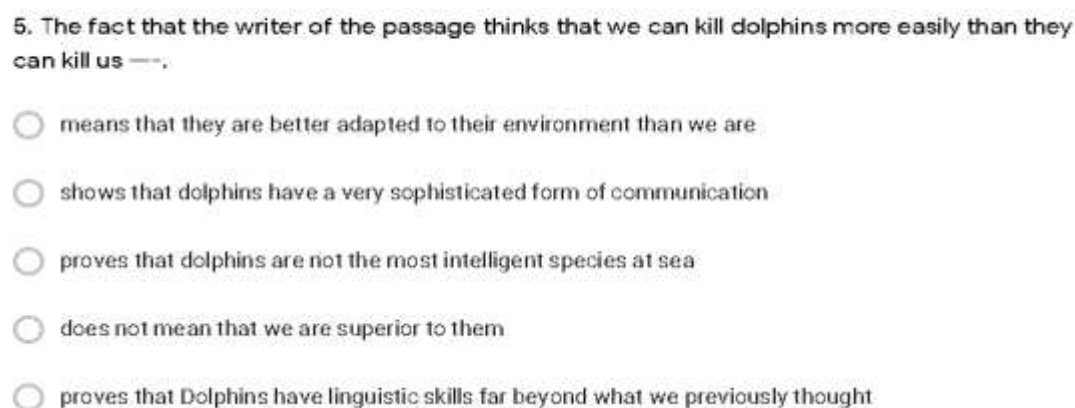 5. The fact that the writer of the passage thinks that we can kill dolphins more easily than they
can kill us —-.
means that they are better adapted to their environment than we are
shows that dolphins have a very sophisticated form of communication
proves that dolphins are not the most intelligent species at sea
does not mean that we are superior to them
proves that Dolphins have linguistic skills far beyond what we previously thought